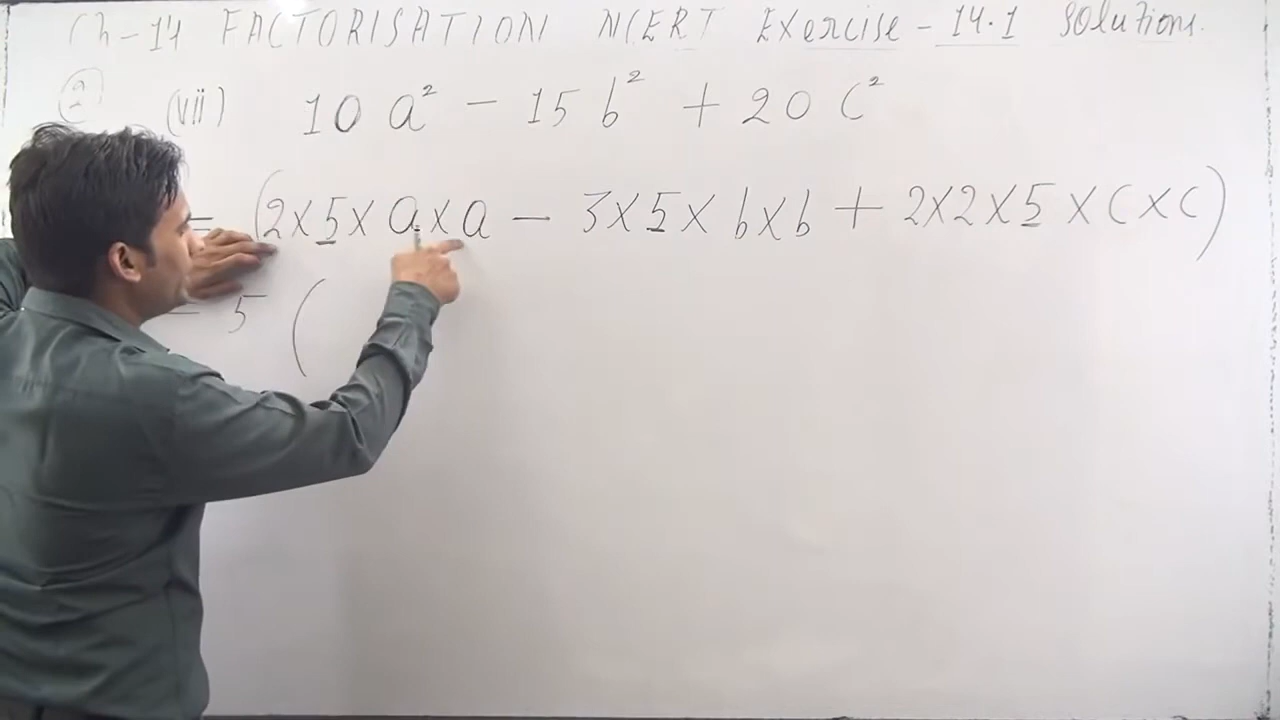 Ch-14 FACTORISATION NCERT Exercise - 14.1 Solutions.
2 (vii) 10 a² - 15 b² + 20 c²
= (2×5×a×a - 3×5×b×b + 2×2×5×c×c)
= 5 (